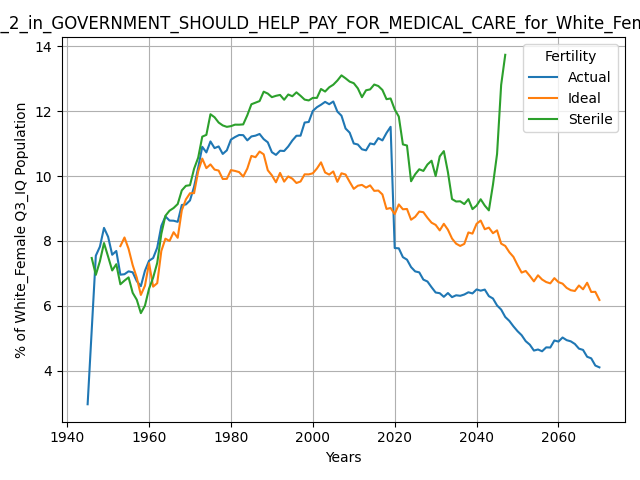 _2_in_GOVERNMENT_SHOULD_HELP_PAY_FOR_MEDICAL_CARE_for_White_Fem
Fertility
Actual
Ideal
Sterile
% of White_Female Q3_IQ Population
14
12
10
8
6
4
1940 1960 1980 2000 2020 2040 2060
Years